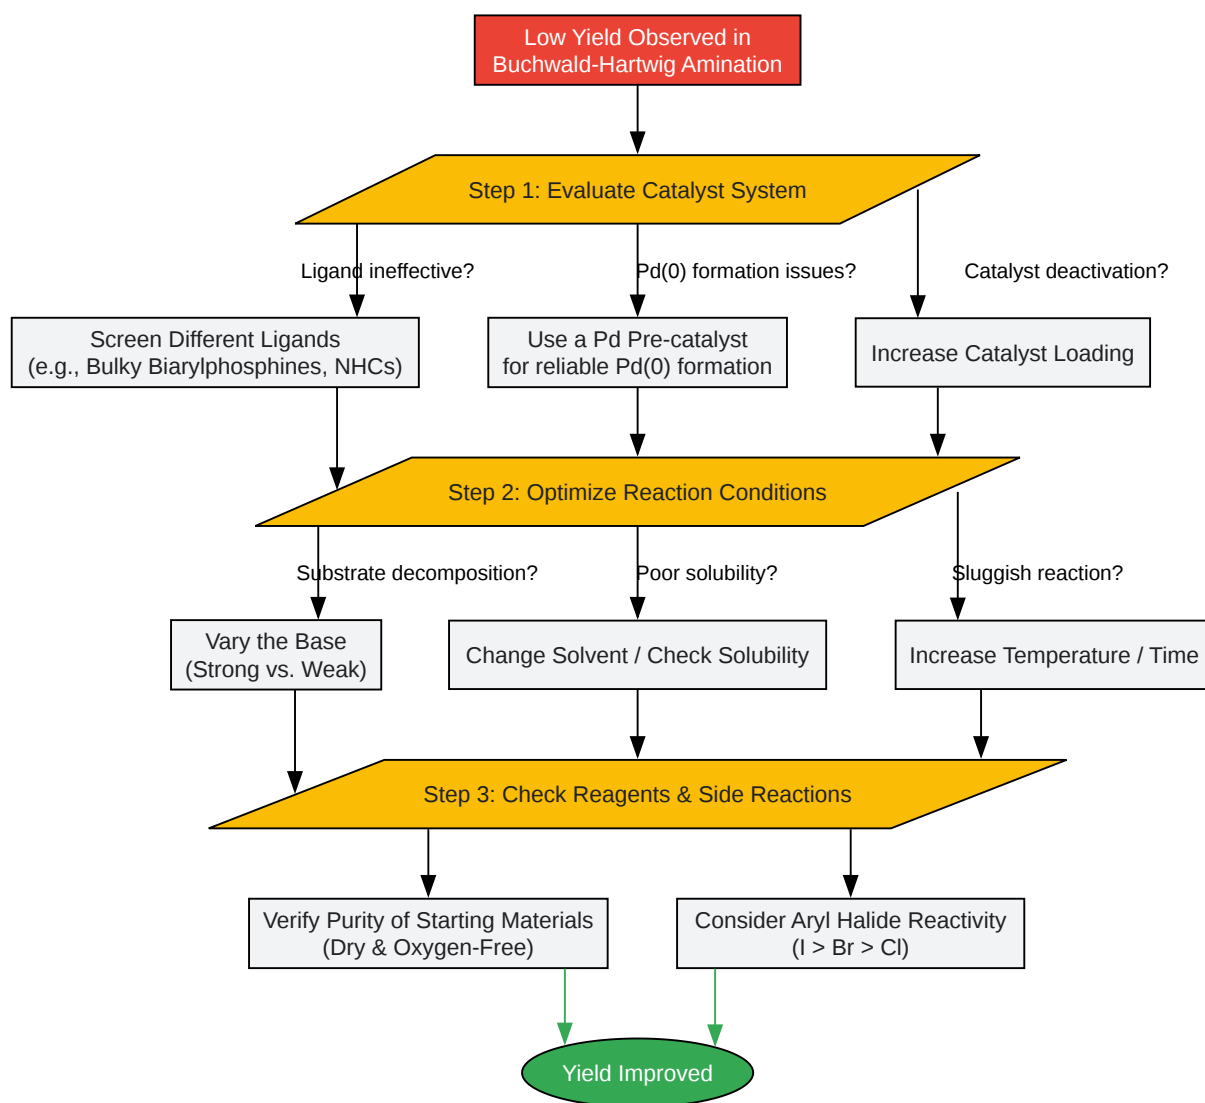 Low Yield Observed in
Buchwald-Hartwig Amination
Step 1: Evaluate Catalyst System
Ligand ineffective?
Pd(0) formation issues?
Catalyst deactivation?
Screen Different Ligands
(e.g., Bulky Biarylphosphines, NHCs)
Use a Pd Pre-catalyst
for reliable Pd(0) formation
Increase Catalyst Loading
Step 2: Optimize Reaction Conditions
Substrate decomposition?
Poor solubility?
Sluggish reaction?
Vary the Base
(Strong vs. Weak)
Change Solvent / Check Solubility
Increase Temperature / Time
Step 3: Check Reagents & Side Reactions
Verify Purity of Starting Materials
(Dry & Oxygen-Free)
Consider Aryl Halide Reactivity
(I > Br > Cl)
Yield Improved